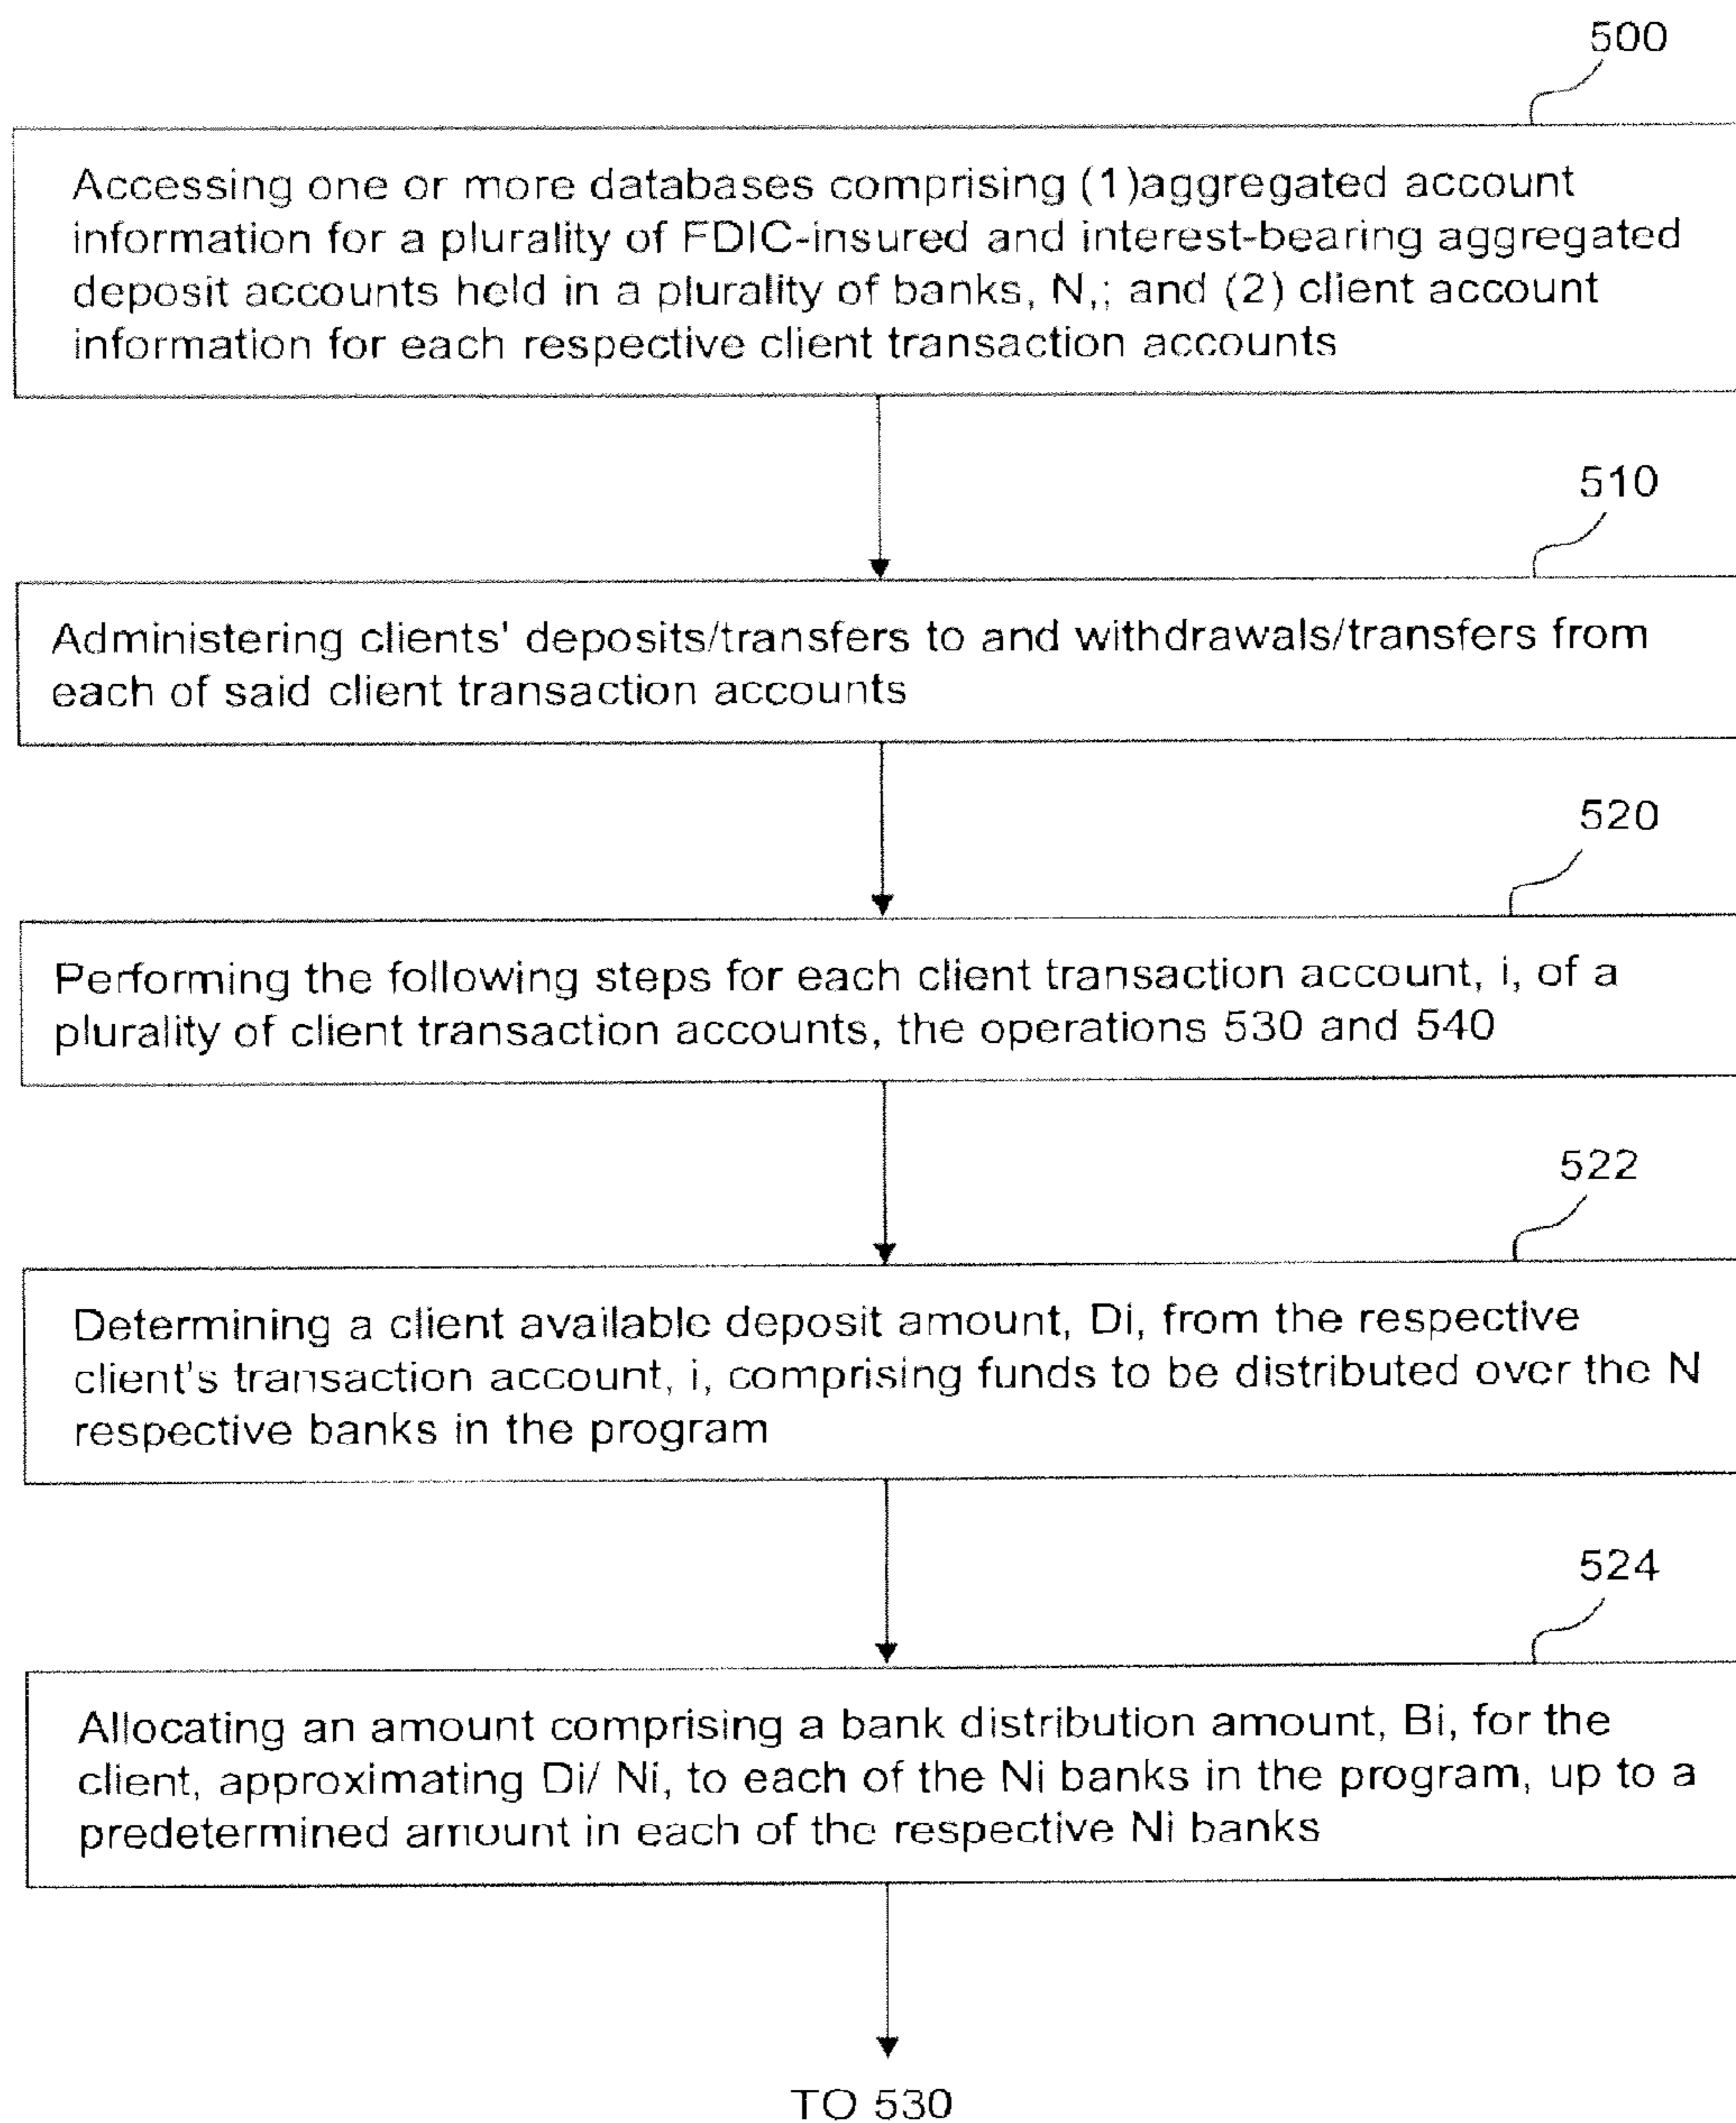 500
Accessing one or more databases comprising (1)aggregated account
information for a plurality of FDIC-insured and interest-bearing aggregated
deposit accounts held in a plurality of banks, N,; and (2) client account
information for each respective client transaction accounts
510
Administering clients' deposits/transfers to and withdrawals/transfers from
each of said client transaction accounts
520
Performing the following steps for each client transaction account, i, of a
plurality of client transaction accounts, the operations 530 and 540
522
Determining a client available deposit amount, Di, from the respective
client's transaction account, i, comprising funds to be distributed over the N
respective banks in the program
524
Allocating an amount comprising a bank distribution amount, Bi, for the
client, approximating Di/ Ni, to each of the Ni banks in the program, up to a
predetermined amount in each of the respective Ni banks
TO 530